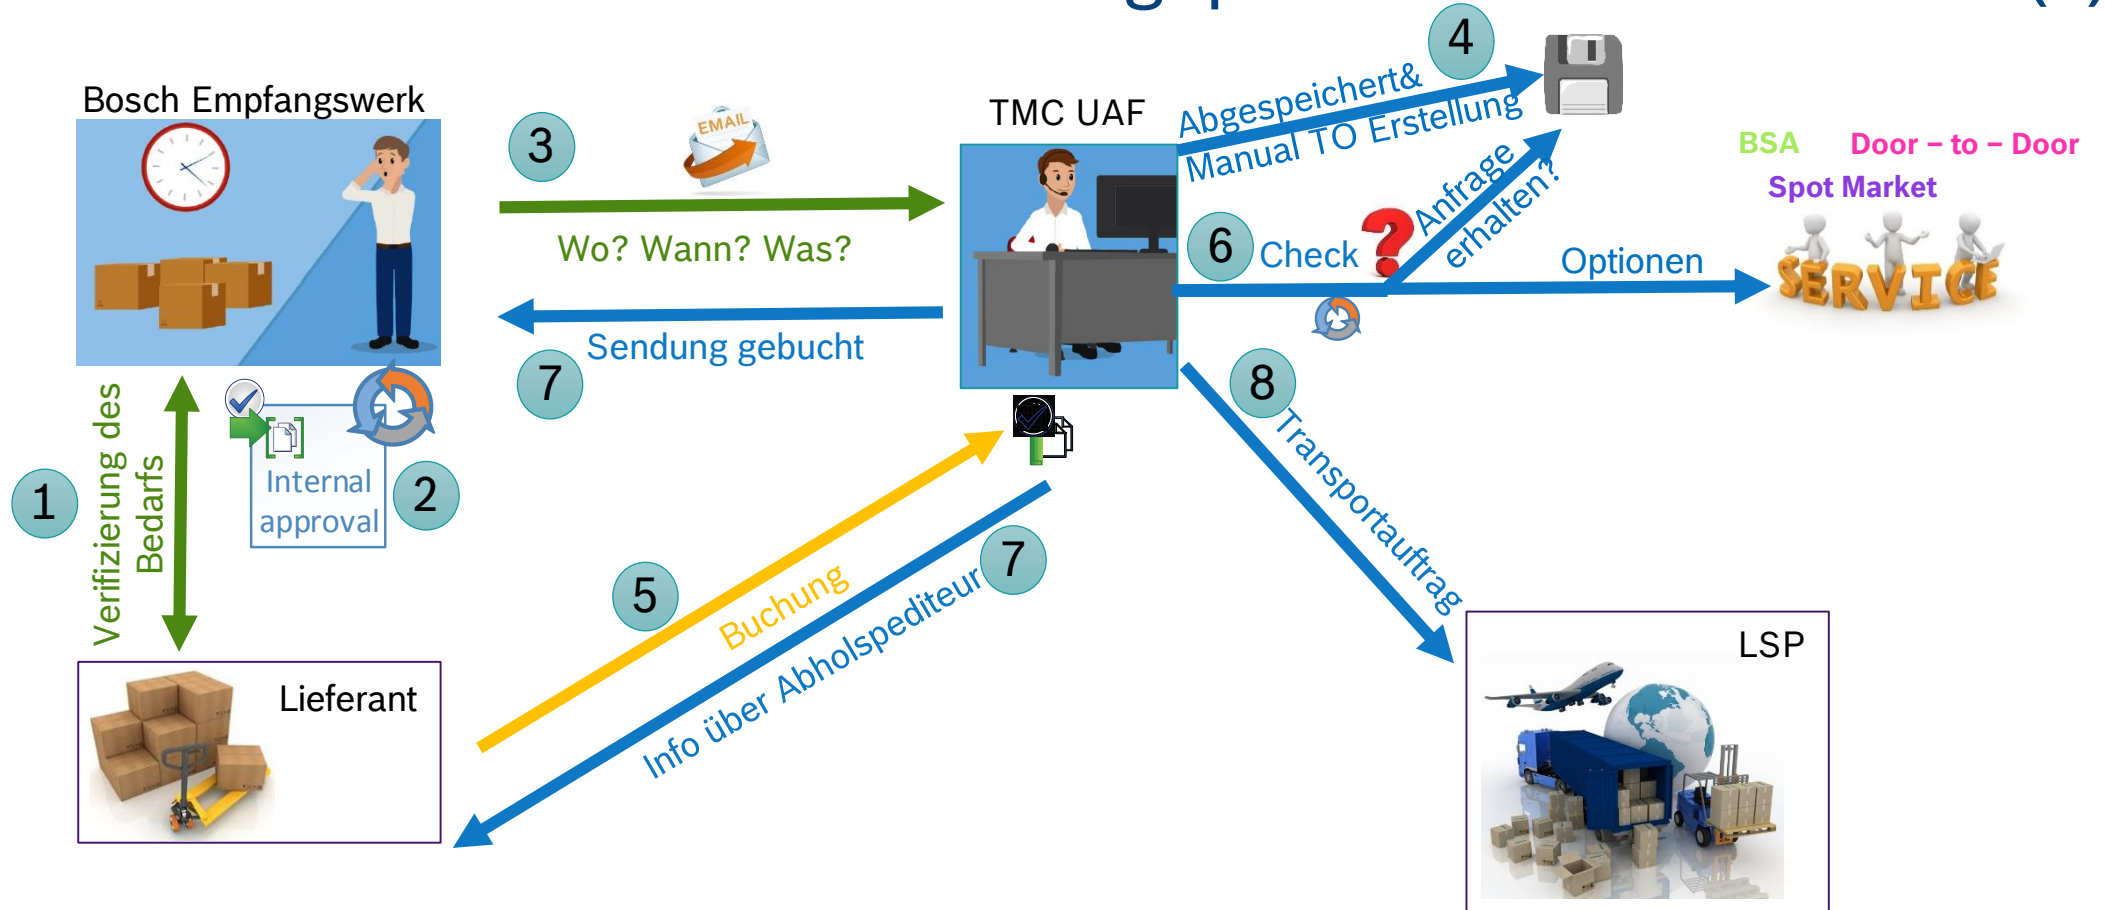 Bosch Empfangswerk
3
EMAIL
Wo? Wann? Was?
Sendung gebucht
7
TMC UAF
4
Abgespeichert&
Manual TO Erstellung
6
Check
?
Anfrage
erhalten?
Optionen
BSA
Door – to – Door
Spot Market
SERVICE
1
Verifizierung des
Bedarfs
Internal
approval
2
5
Buchung
7
Info über Abholspediteur
8
Transportauftrag
Lieferant
LSP